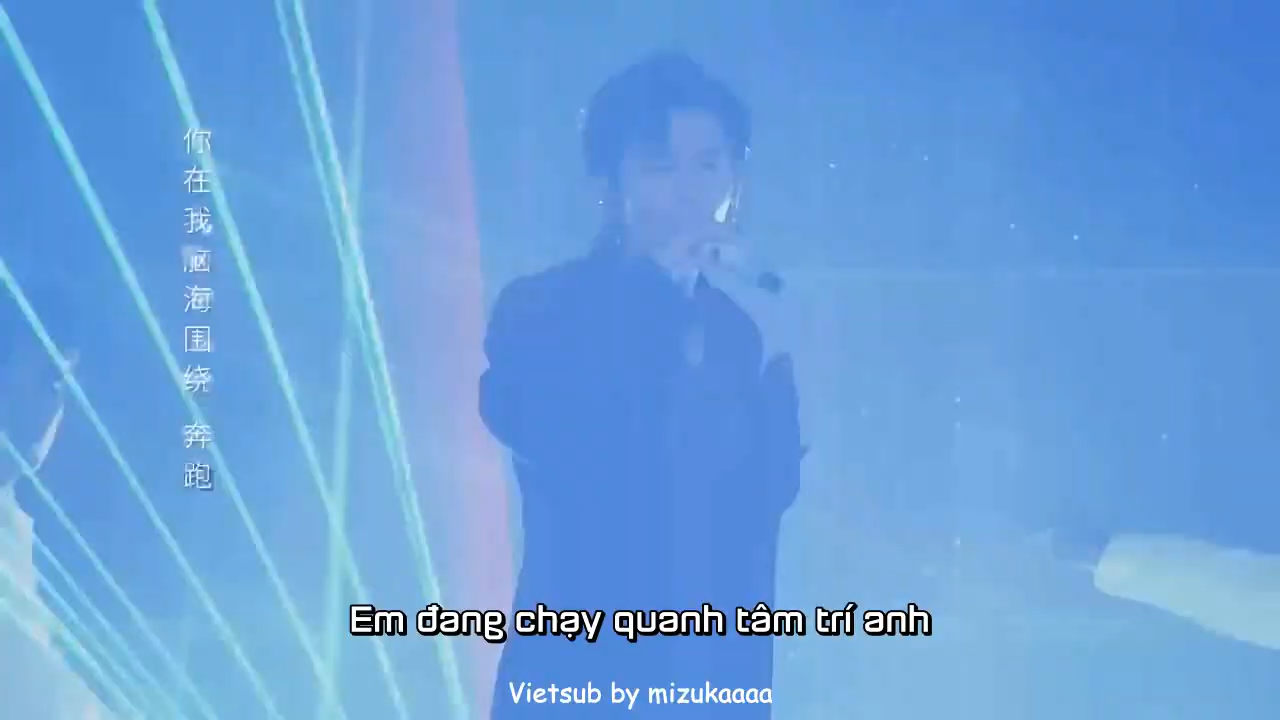 你在我脑海围绕 奔跑
Em đang chạy quanh tâm trí anh
Vietsub by mizukaaaa